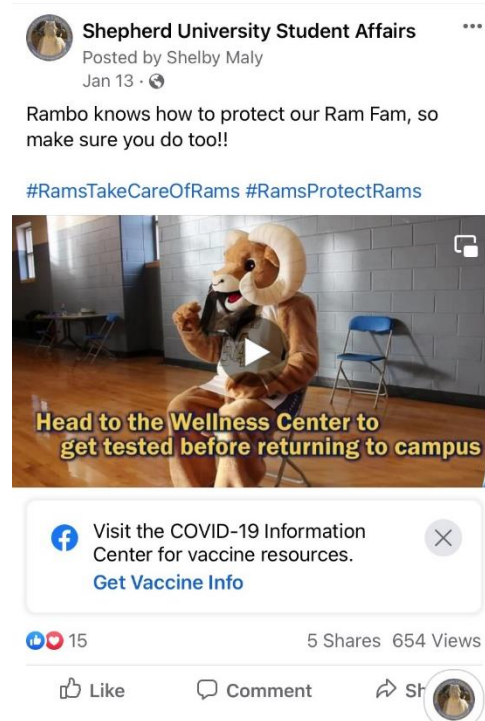 Shepherd University Student Affairs
Posted by Shelby Maly
Jan 13 ·
Rambo knows how to protect our Ram Fam, so
make sure you do too!!
#RamsTakeCareOfRams #RamsProtectRams
Head to the Wellness Center to
get tested before returning to campus
Visit the COVID-19 Information
Center for vaccine resources.
Get Vaccine Info
15 5 Shares 654 Views
Like Comment